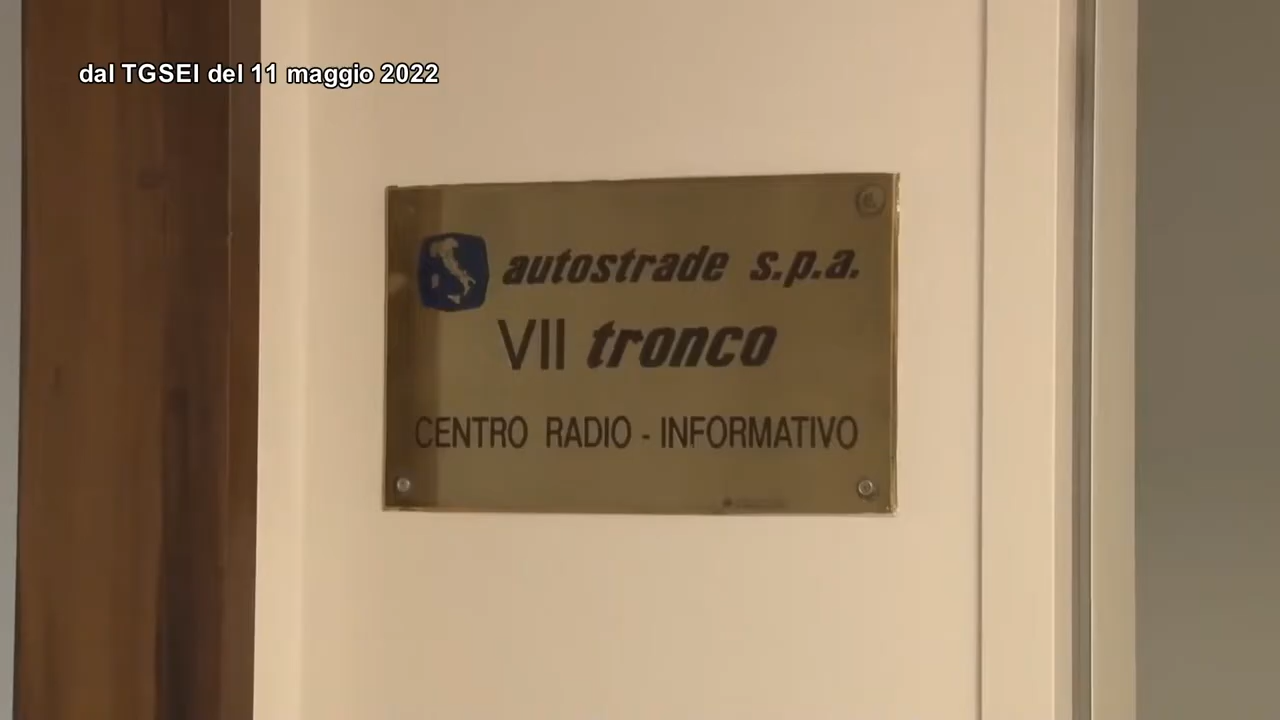 dal TGSEI del 11 maggio 2022
autostrade s.p.a.
VII tronco
CENTRO RADIO - INFORMATIVO